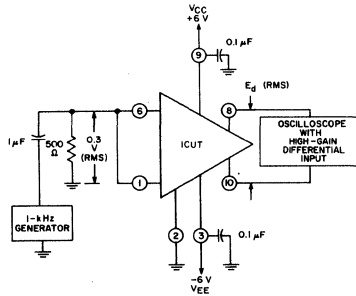 VCC
+6 V
0.1 μF
9
Ed (RMS)
6
8
1 μF
500
Ω
0.3
V
(RMS)
ICUT
OSCILLOSCOPE
WITH
HIGH-GAIN
DIFFERENTIAL
INPUT
1
10
1-kHz
GENERATOR
2
3
0.1 μF
-6 V
VEE